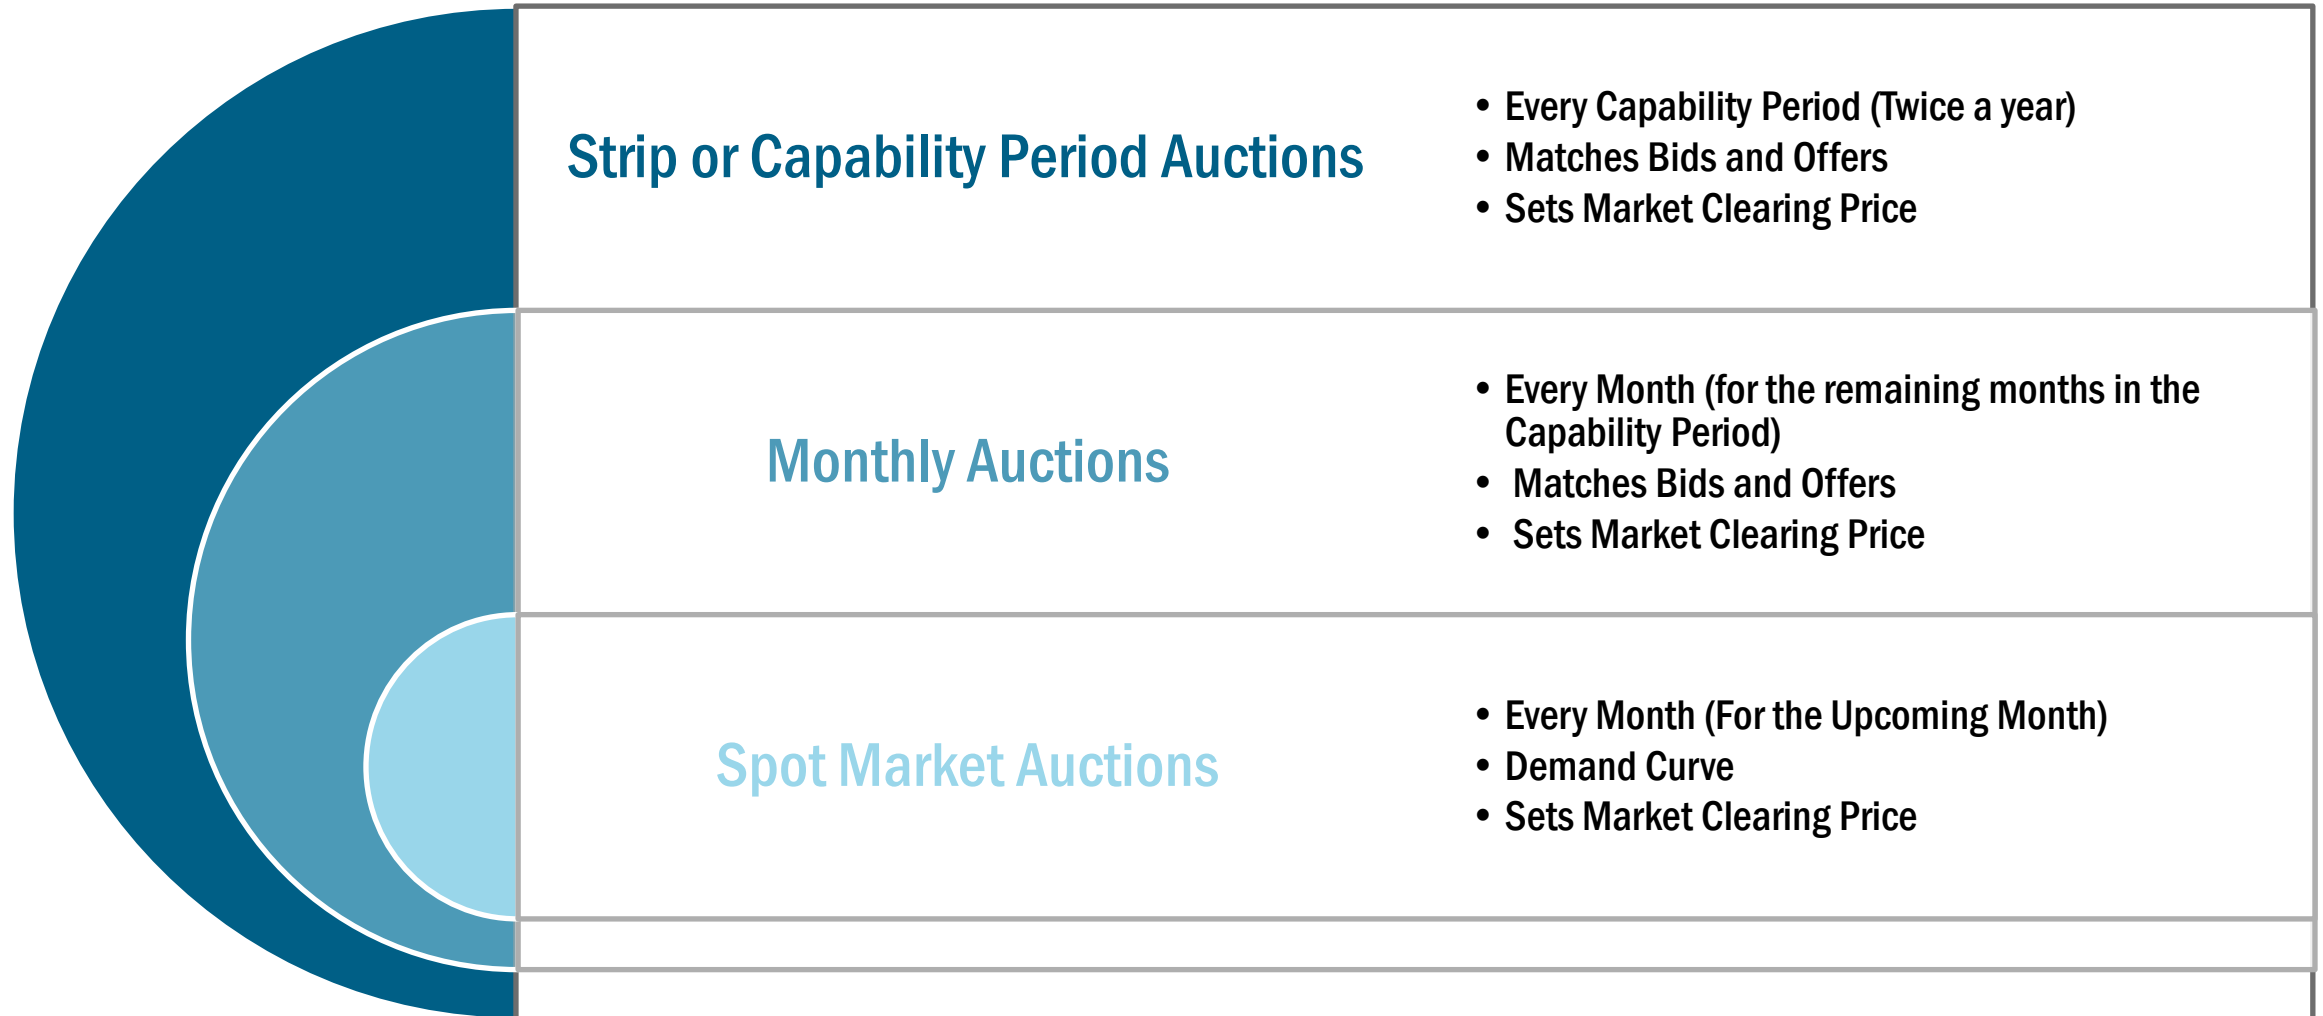 Strip or Capability Period Auctions
• Every Capability Period (Twice a year)
• Matches Bids and Offers
• Sets Market Clearing Price
Monthly Auctions
• Every Month (for the remaining months in the
Capability Period)
• Matches Bids and Offers
• Sets Market Clearing Price
Spot Market Auctions
• Every Month (For the Upcoming Month)
• Demand Curve
• Sets Market Clearing Price